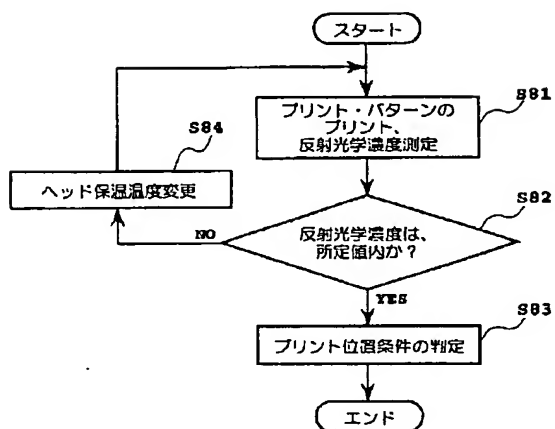 スタート
S81
プリント・パターンの
プリント、
反射光学濃度測定
S84
ヘッド保温温度変更
S82
反射光学濃度は、
所定値内か？
NO
YES
S83
プリント位置条件の判定
エンド